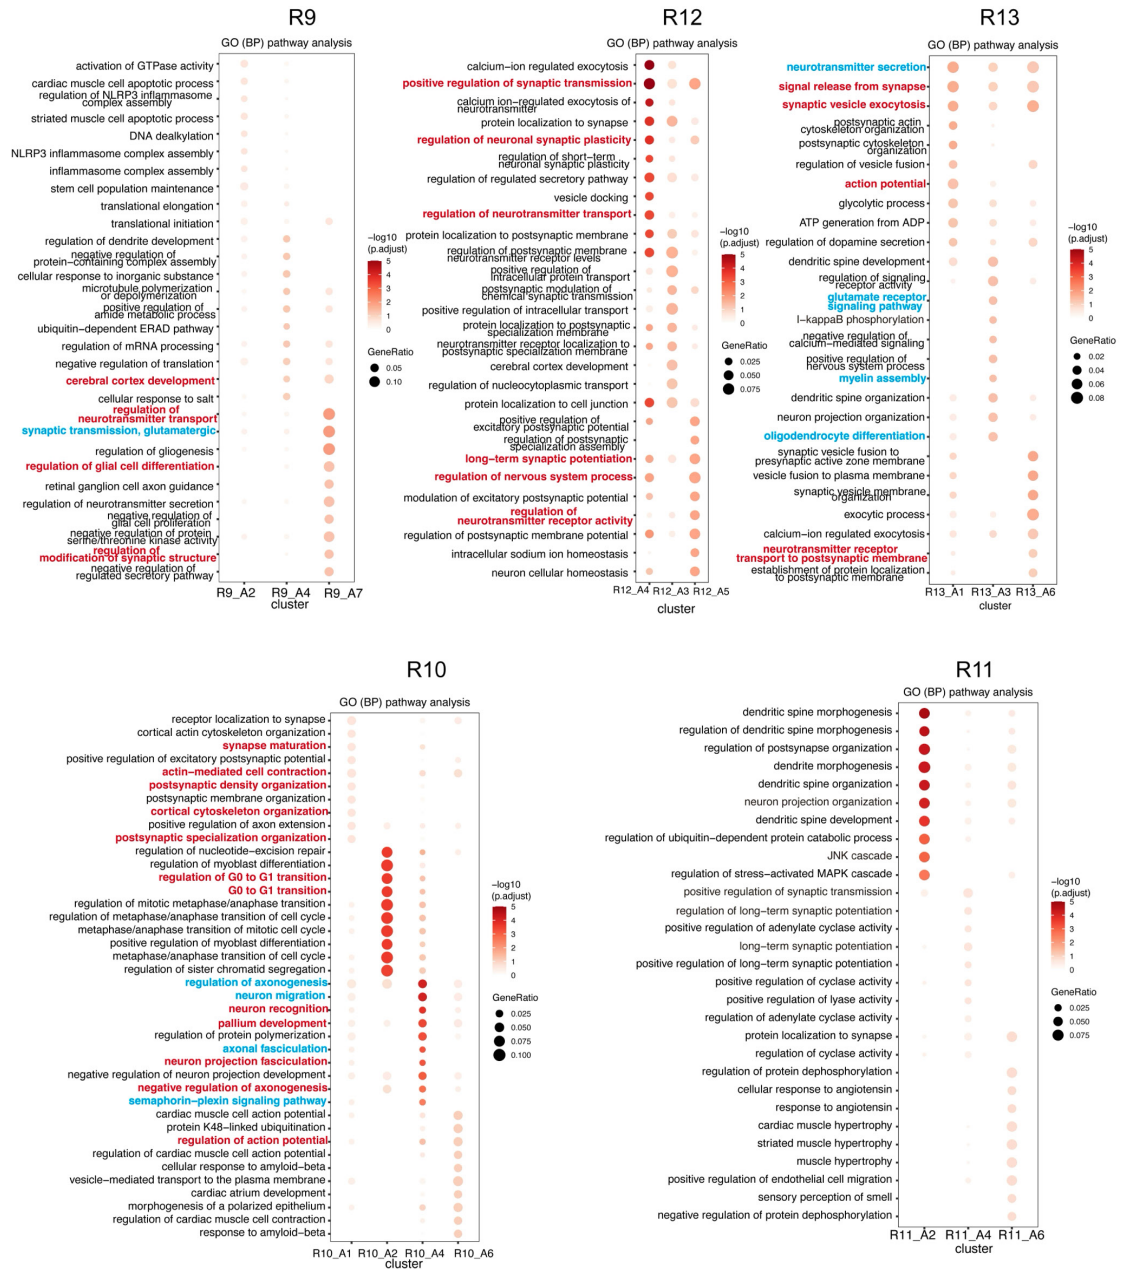 R9
GO (BP) pathway analysis
activation of GTPase activity
cardiac muscle cell apoptotic process
regulation of NLRP3 inflammasome
complex assembly
striated muscle cell apoptotic process
DNA dealkylation
NLRP3 inflammasome complex assembly
inflammasome complex assembly
stem cell population maintenance
translational elongation
translational initiation
regulation of dendrite development
negative regulation of
protein−containing complex assembly
cellular response to inorganic substance
microtubule polymerization
or depolymerization
positive regulation of
amide metabolic process
ubiquitin−dependent ERAD pathway
regulation of mRNA processing
negative regulation of translation
cerebral cortex development
cellular response to salt
regulation of
neurotransmitter transport
synaptic transmission, glutamatergic
regulation of gliogenesis
regulation of glial cell differentiation
retinal ganglion cell axon guidance
regulation of neurotransmitter secretion
negative regulation of
glial cell proliferation
negative regulation of protein
serine/threonine kinase activity
regulation of
modification of synaptic structure
negative regulation of
regulated secretory pathway
R9_A2 R9_A4 R9_A7
cluster
−log10
(p.adjust)
5
4
3
2
1
0
GeneRatio
0.05
0.10
R12
GO (BP) pathway analysis
calcium−ion regulated exocytosis
positive regulation of synaptic transmission
calcium ion−regulated exocytosis of
neurotransmitter
protein localization to synapse
regulation of neuronal synaptic plasticity
regulation of short−term
neuronal synaptic plasticity
regulation of regulated secretory pathway
vesicle docking
regulation of neurotransmitter transport
protein localization to postsynaptic membrane
regulation of postsynaptic membrane
neurotransmitter receptor levels
positive regulation of
intracellular protein transport
postsynaptic modulation of
chemical synaptic transmission
positive regulation of intracellular transport
protein localization to postsynaptic
specialization membrane
neurotransmitter receptor localization to
postsynaptic specialization membrane
cerebral cortex development
regulation of nucleocytoplasmic transport
protein localization to cell junction
positive regulation of
excitatory postsynaptic potential
regulation of postsynaptic
specialization assembly
long−term synaptic potentiation
regulation of nervous system process
modulation of excitatory postsynaptic potential
regulation of
neurotransmitter receptor activity
regulation of postsynaptic membrane potential
intracellular sodium ion homeostasis
neuron cellular homeostasis
R12_A4 R12_A3 R12_A5
cluster
−log10
(p.adjust)
5
4
3
2
1
0
GeneRatio
0.025
0.050
0.075
R13
GO (BP) pathway analysis
neurotransmitter secretion
signal release from synapse
synaptic vesicle exocytosis
postsynaptic actin
cytoskeleton organization
postsynaptic cytoskeleton
organization
regulation of vesicle fusion
action potential
glycolytic process
ATP generation from ADP
regulation of dopamine secretion
dendritic spine development
regulation of signaling
receptor activity
glutamate receptor
signaling pathway
I−kappaB phosphorylation
negative regulation of
calcium−mediated signaling
positive regulation of
nervous system process
myelin assembly
dendritic spine organization
neuron projection organization
oligodendrocyte differentiation
synaptic vesicle fusion to
presynaptic active zone membrane
vesicle fusion to plasma membrane
synaptic vesicle membrane
organization
exocytic process
calcium−ion regulated exocytosis
neurotransmitter receptor
transport to postsynaptic membrane
establishment of protein localization
to postsynaptic membrane
R13_A1 R13_A3 R13_A6
cluster
−log10
(p.adjust)
5
4
3
2
1
0
GeneRatio
0.02
0.04
0.06
0.08
R10
GO (BP) pathway analysis
receptor localization to synapse
cortical actin cytoskeleton organization
synapse maturation
positive regulation of excitatory postsynaptic potential
actin−mediated cell contraction
postsynaptic density organization
postsynaptic membrane organization
cortical cytoskeleton organization
positive regulation of axon extension
postsynaptic specialization organization
regulation of nucleotide−excision repair
regulation of myoblast differentiation
regulation of G0 to G1 transition
G0 to G1 transition
regulation of mitotic metaphase/anaphase transition
regulation of metaphase/anaphase transition of cell cycle
metaphase/anaphase transition of mitotic cell cycle
positive regulation of myoblast differentiation
metaphase/anaphase transition of cell cycle
regulation of sister chromatid segregation
regulation of axonogenesis
neuron migration
neuron recognition
pallium development
regulation of protein polymerization
axonal fasciculation
neuron projection fasciculation
negative regulation of neuron projection development
negative regulation of axonogenesis
semaphorin−plexin signaling pathway
cardiac muscle cell action potential
protein K48−linked ubiquitination
regulation of action potential
regulation of cardiac muscle cell action potential
cellular response to amyloid−beta
vesicle−mediated transport to the plasma membrane
cardiac atrium development
morphogenesis of a polarized epithelium
regulation of cardiac muscle cell contraction
response to amyloid−beta
R10_A1 R10_A2 R10_A4 R10_A6
cluster
−log10
(p.adjust)
5
4
3
2
1
0
GeneRatio
0.025
0.050
0.075
0.100
R11
GO (BP) pathway analysis
dendritic spine morphogenesis
regulation of dendritic spine morphogenesis
regulation of postsynapse organization
dendrite morphogenesis
dendritic spine organization
neuron projection organization
dendritic spine development
regulation of ubiquitin−dependent protein catabolic process
JNK cascade
regulation of stress−activated MAPK cascade
positive regulation of synaptic transmission
regulation of long−term synaptic potentiation
positive regulation of adenylate cyclase activity
long−term synaptic potentiation
positive regulation of long−term synaptic potentiation
positive regulation of cyclase activity
positive regulation of lyase activity
regulation of adenylate cyclase activity
protein localization to synapse
regulation of cyclase activity
regulation of protein dephosphorylation
cellular response to angiotensin
response to angiotensin
cardiac muscle hypertrophy
striated muscle hypertrophy
muscle hypertrophy
positive regulation of endothelial cell migration
sensory perception of smell
negative regulation of protein dephosphorylation
R11_A2 R11_A4 R11_A6
cluster
−log10
(p.adjust)
5
4
3
2
1
0
GeneRatio
0.025
0.050
0.075